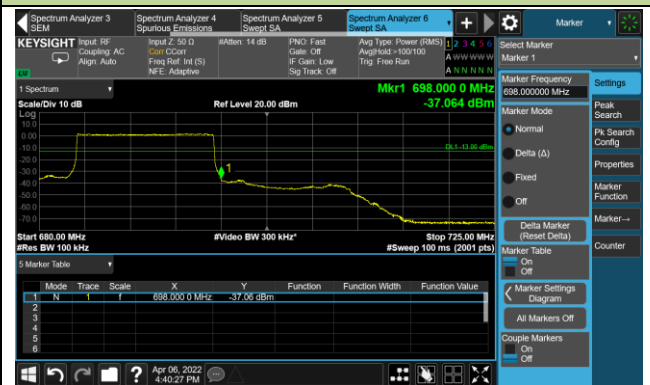 Spectrum Analyzer 3
SEM
Spectrum Analyzer 4
Spurious Emissions
Spectrum Analyzer 5
Swept SA
Spectrum Analyzer 6
Swept SA
Marker
KEYSIGHT
Input: RF
Coupling: AC
Align: Auto
Input Z: 50 Ω
Corr CCorr
Freq Ref: Int (S)
NFE: Adaptive
#Atten: 14 dB
PNO: Fast
Gate: Off
IF Gain: Low
Sig Track: Off
Avg Type: Power (RMS)
Avg|Hold:>100/100
Trig: Free Run
1 2 3 4 5 6
A W W W W W
A N N N N N
LXI
Select Marker
Marker 1
1 Spectrum
Mkr1 698.000 0 MHz
Scale/Div 10 dB
Ref Level 20.00 dBm
-37.064 dBm
Log
10.0
0.00
-10.0
-20.0
-30.0
-40.0
-50.0
-60.0
-70.0
DL1 -13.00 dBm
1
Start 680.00 MHz
#Video BW 300 kHz*
Stop 725.00 MHz
#Res BW 100 kHz
#Sweep 100 ms (2001 pts)
5 Marker Table
Mode Trace Scale X Y Function Function Width Function Value
1 N 1 f 698.000 0 MHz -37.06 dBm
2
3
4
5
6
Marker Frequency
698.000000 MHz
Marker Mode
Normal
Delta (Δ)
Fixed
Off
Delta Marker
(Reset Delta)
Marker Table
On
Off
Marker Settings
Diagram
All Markers Off
Couple Markers
On
Off
Settings
Peak
Search
Pk Search
Config
Properties
Marker
Function
Marker→
Counter
Apr 06, 2022
4:40:27 PM